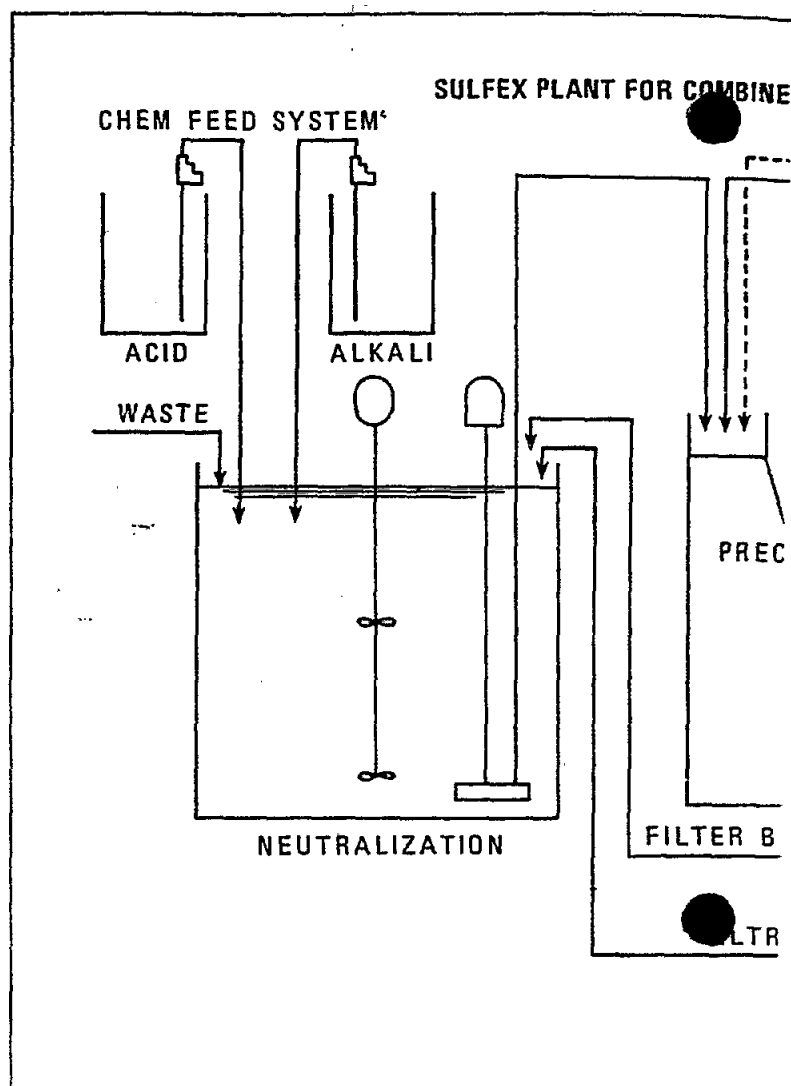 SULFEX PLANT FOR COMBINE
CHEM FEED SYSTEM
ACID
ALKALI
WASTE
PREC
NEUTRALIZATION
FILTER B
LTR